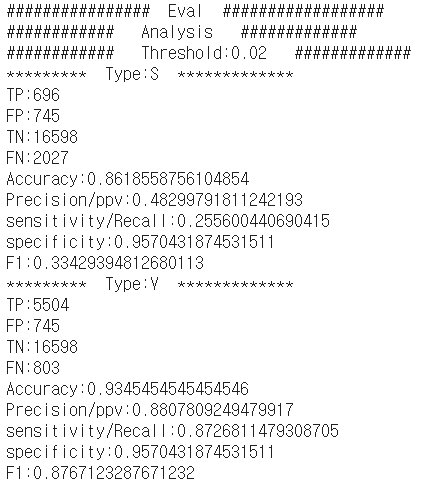 ################ Eval ##################
############ Analysis #############
############ Threshold:0.02 #############
********* Type:S *************
TP:696
FP:745
TN:16598
FN:2027
Accuracy:0.8618558756104854
Precision/ppv:0.48299791811242193
sensitivity/Recall:0.255600440690415
specificity:0.9570431874531511
F1:0.33429394812680113
********* Type:V *************
TP:5504
FP:745
TN:16598
FN:803
Accuracy:0.9345454545454546
Precision/ppv:0.8807809249479917
sensitivity/Recall:0.8726811479308705
specificity:0.9570431874531511
F1:0.8767123287671232